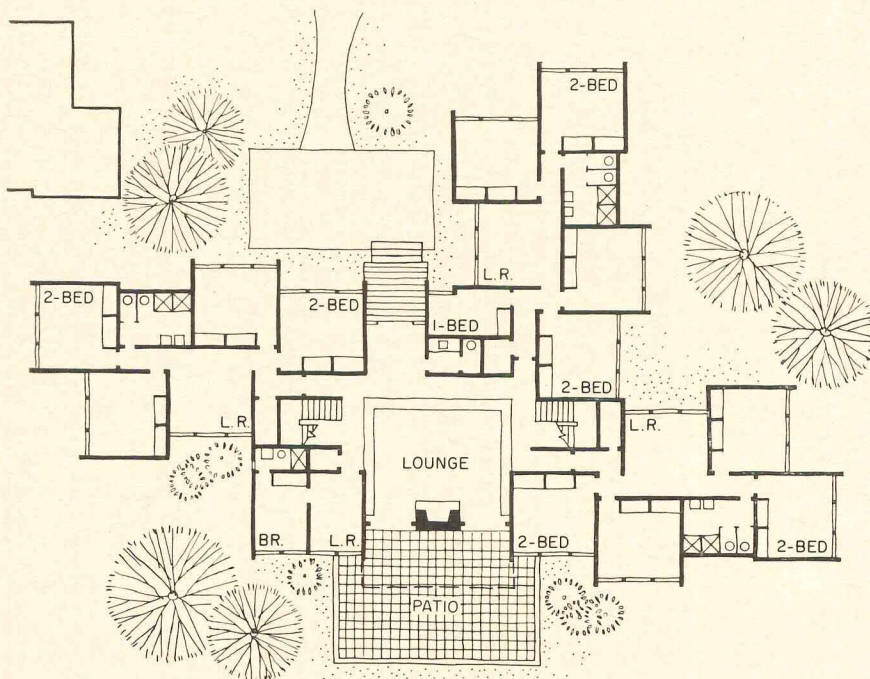 2-BED
L.R.
1-BED
2-BED
2-BED
2-BED
L.R.
L.R.
LOUNGE
BR.
L.R.
2-BED
2-BED
PATIO